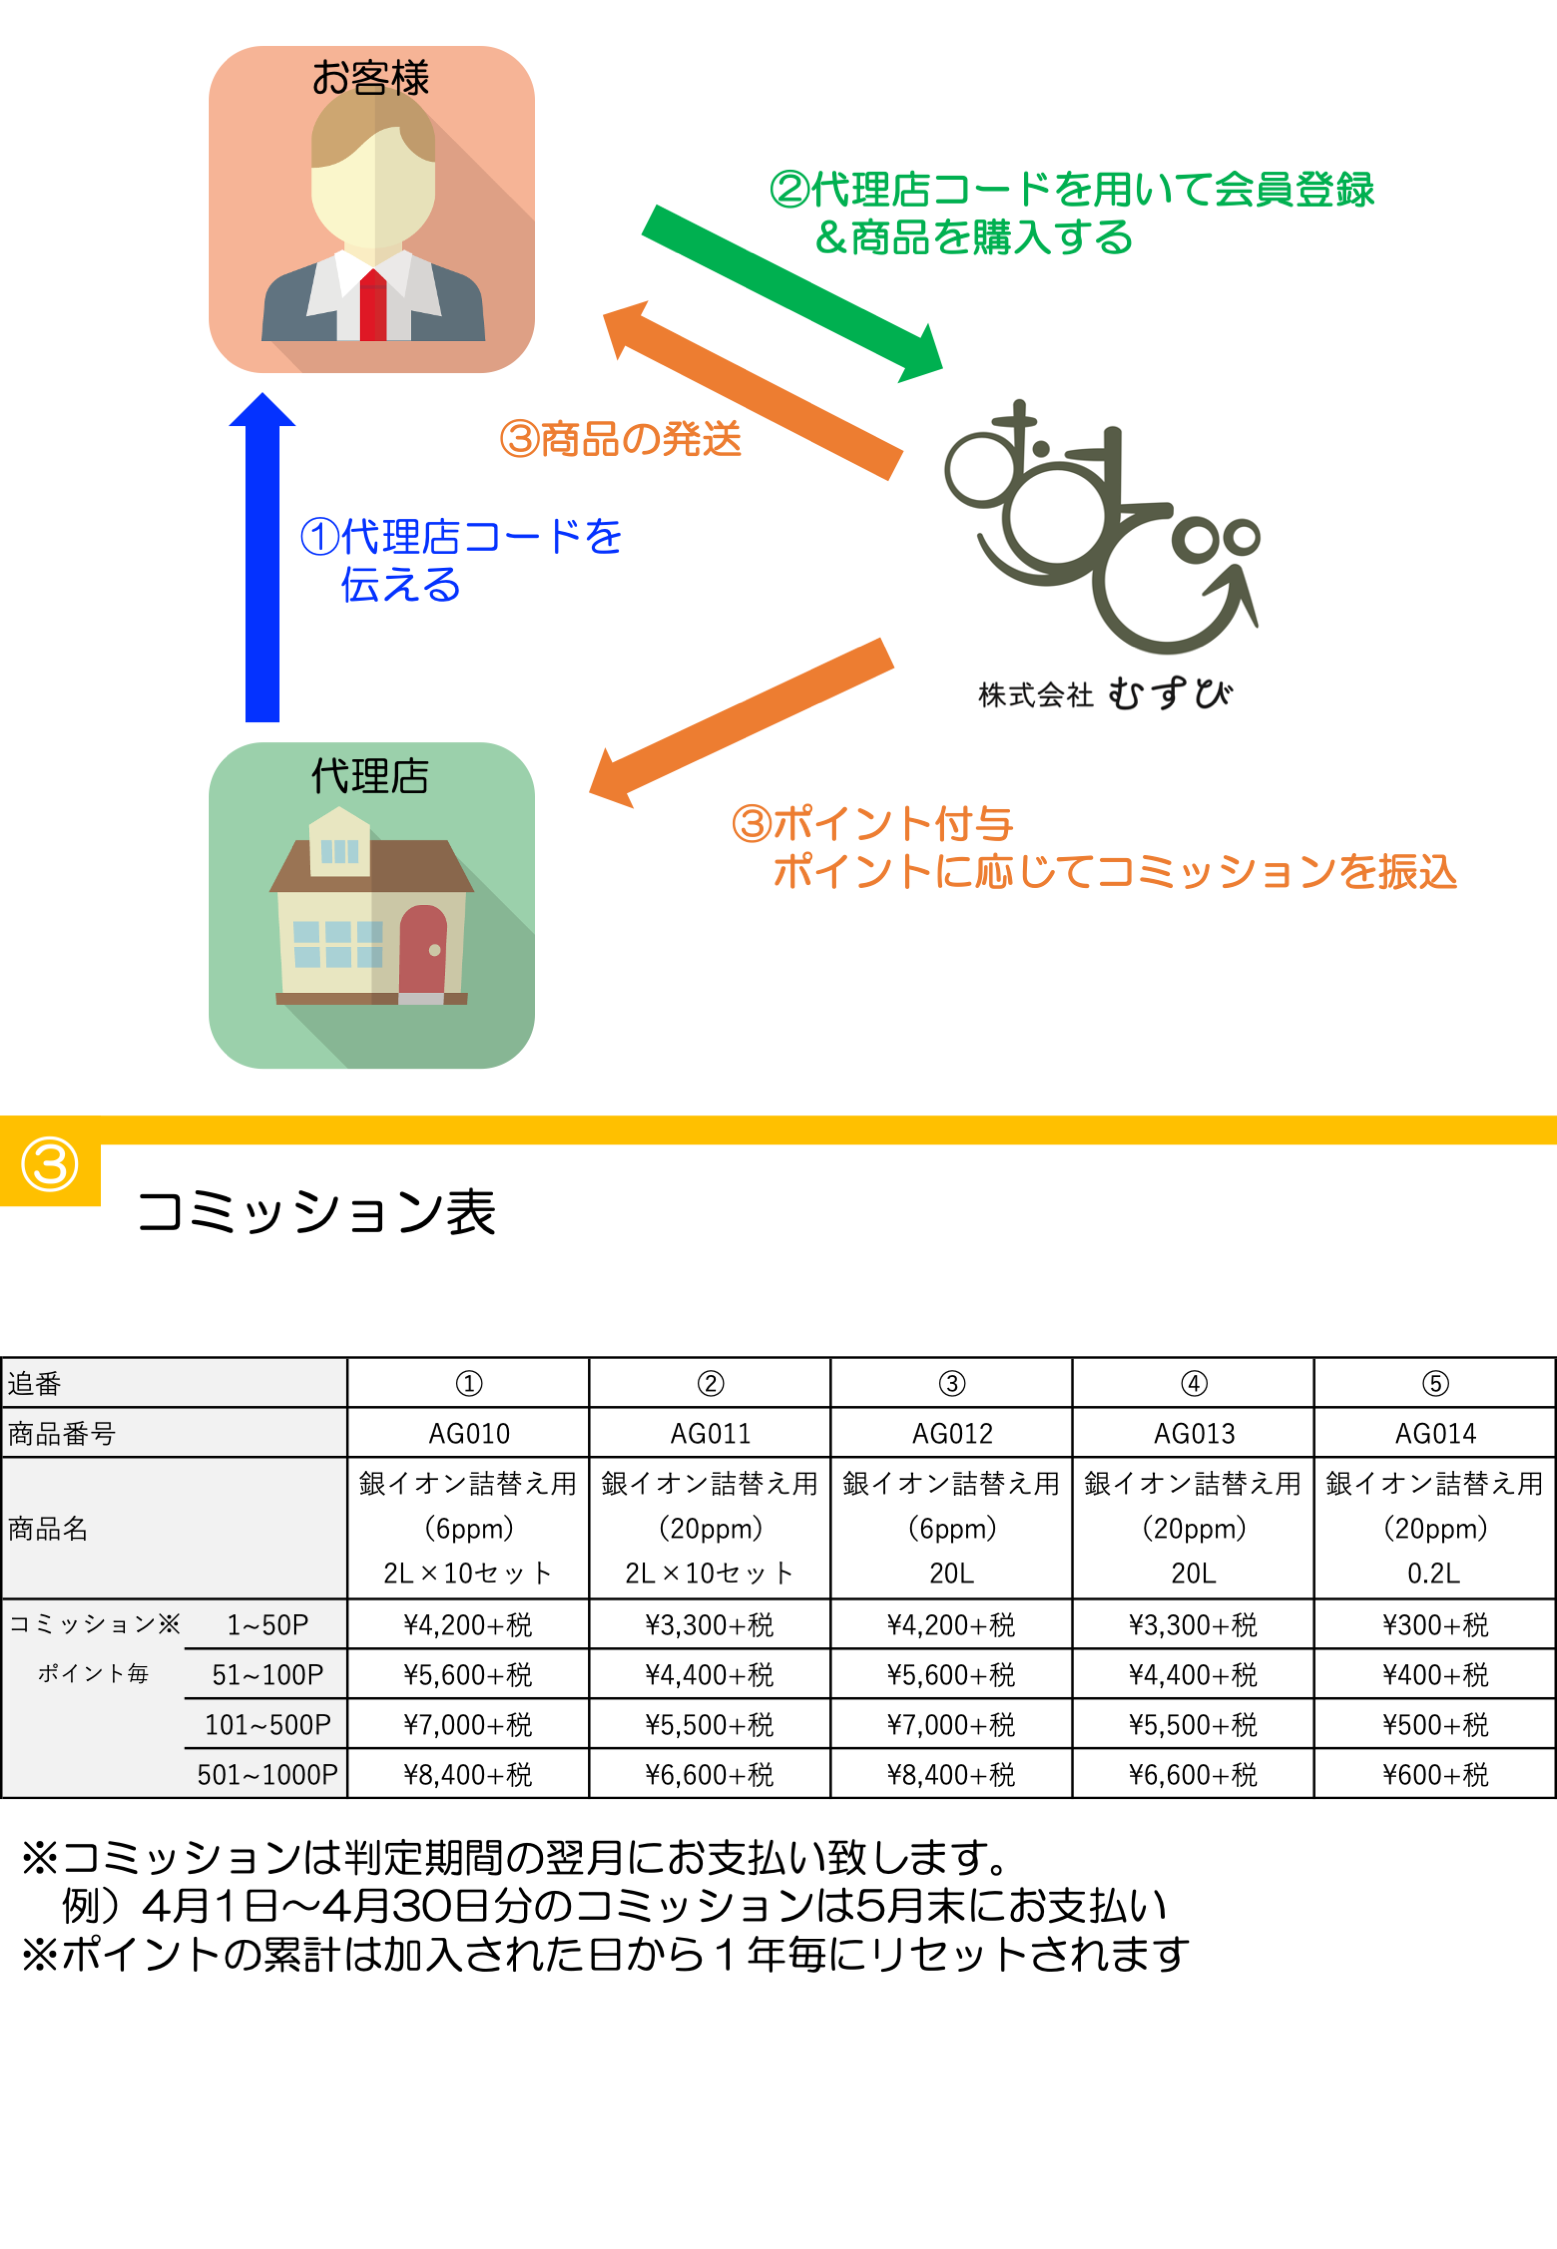 お客様
②代理店コードを用いて会員登録
&商品を購入する
③商品の発送
①代理店コードを
伝える
むすび
株式会社 むすび
代理店
③ポイント付与
ポイントに応じてコミッションを振込
③
コミッション表
追番 ① ② ③ ④ ⑤
商品番号 AG010 AG011 AG012 AG013 AG014
銀イオン詰替え用 銀イオン詰替え用 銀イオン詰替え用 銀イオン詰替え用 銀イオン詰替え用
商品名 (6ppm) (20ppm) (6ppm) (20ppm) (20ppm)
2L×10セット 2L×10セット 20L 20L 0.2L
コミッション※ 1~50P ¥4,200+税 ¥3,300+税 ¥4,200+税 ¥3,300+税 ¥300+税
ポイント毎 51~100P ¥5,600+税 ¥4,400+税 ¥5,600+税 ¥4,400+税 ¥400+税
101~500P ¥7,000+税 ¥5,500+税 ¥7,000+税 ¥5,500+税 ¥500+税
501~1000P ¥8,400+税 ¥6,600+税 ¥8,400+税 ¥6,600+税 ¥600+税
※コミッションは判定期間の翌月にお支払い致します。
例）4月1日〜4月30日分のコミッションは5月末にお支払い
※ポイントの累計は加入された日から１年毎にリセットされます